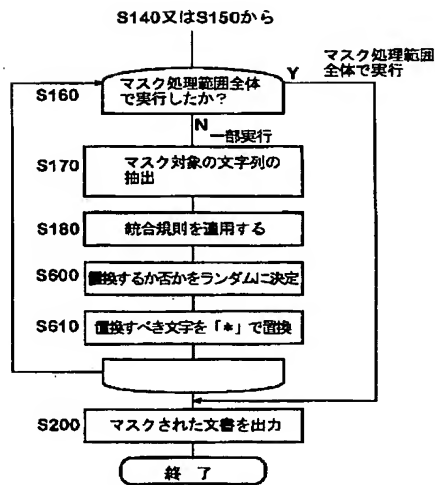 S140又はS150から
S160
マスク処理範囲全体
で実行したか？
Y
マスク処理範囲
全体で実行
N
一部実行
S170
マスク対象の文字列の
抽出
S180
統合規則を適用する
S600
置換するか否かをランダムに決定
S610
置換すべき文字を「*」で置換
S200
マスクされた文書を出力
終 了